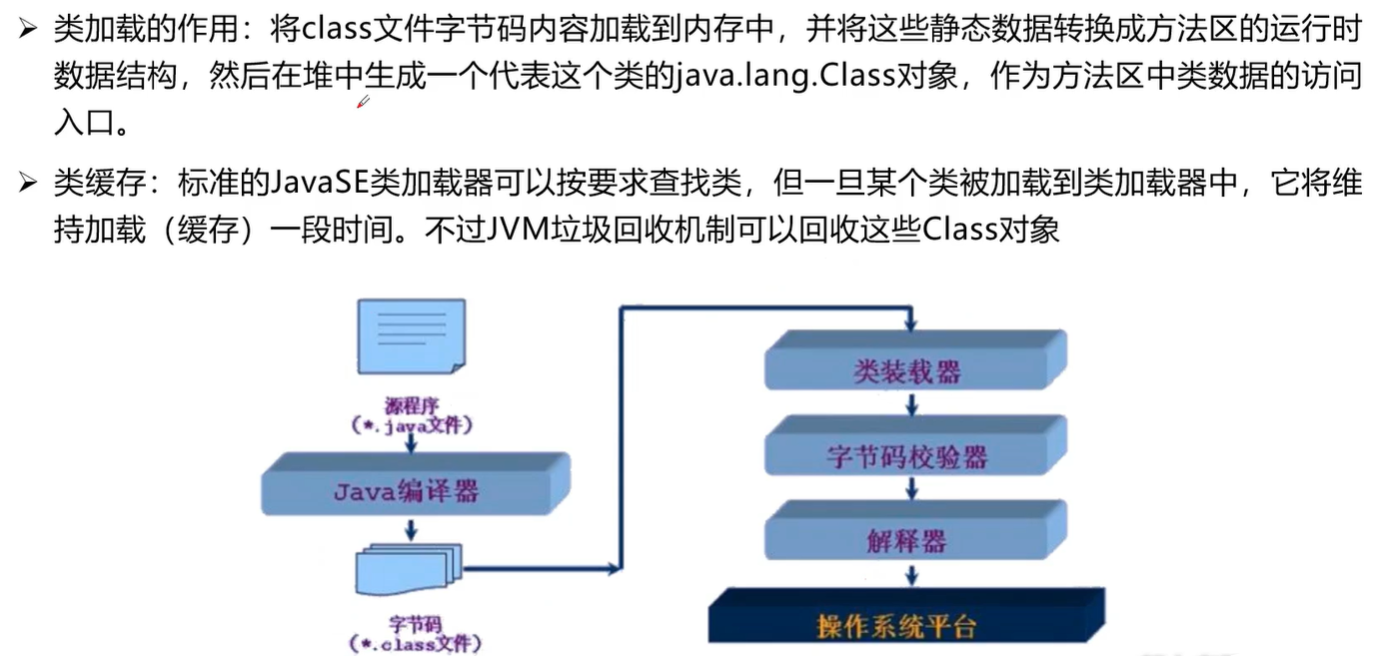 ➤ 类加载的作用：将class文件字节码内容加载到内存中，并将这些静态数据转换成方法区的运行时
数据结构，然后在堆中生成一个代表这个类的java.lang.Class对象，作为方法区中类数据的访问
入口。
➤ 类缓存：标准的JavaSE类加载器可以按要求查找类，但一旦某个类被加载到类加载器中，它将维
持加载（缓存）一段时间。不过JVM垃圾回收机制可以回收这些Class对象
源程序
(*.java文件)
Java编译器
字节码
(*.class文件)
类装载器
字节码校验器
解释器
操作系统平台